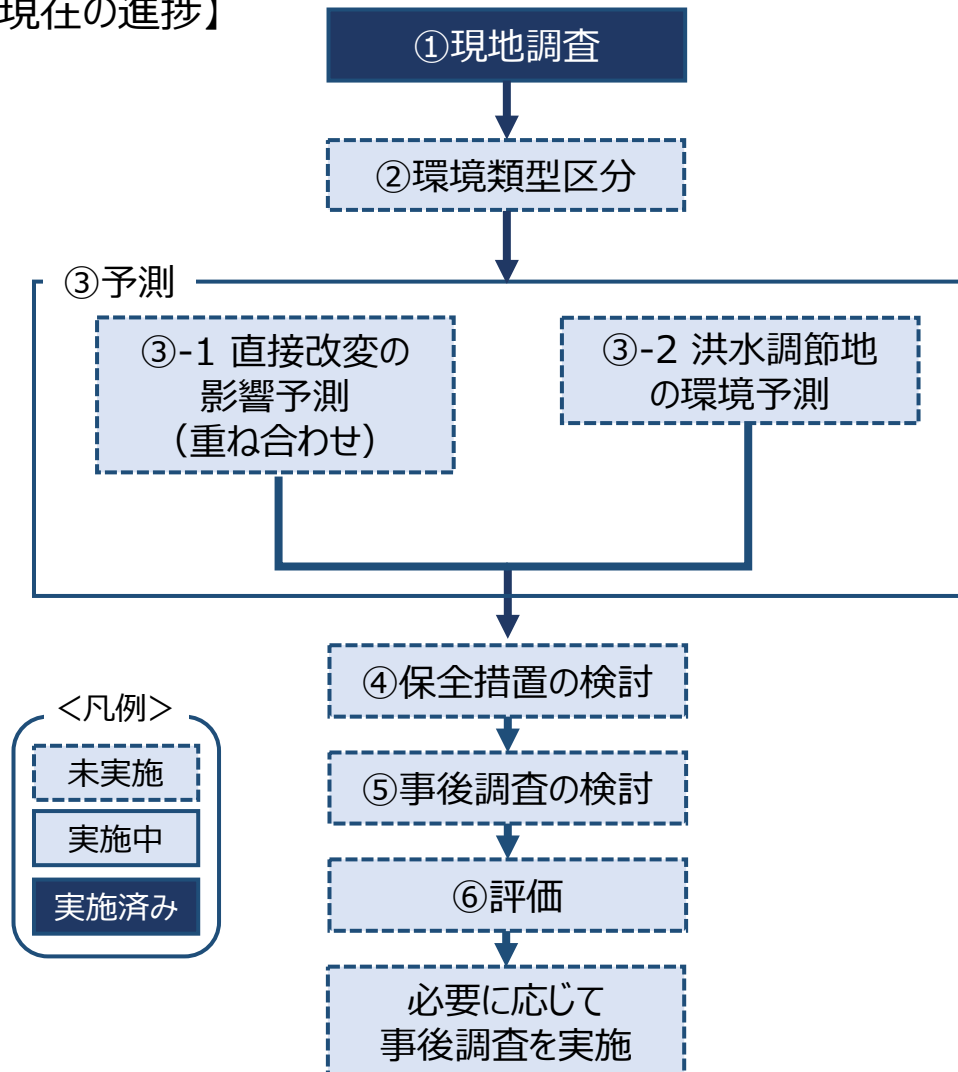 現在の進捗】
①現地調査
②環境類型区分
③予測
③-1 直接改変の
影響予測
（重ね合わせ）
③-2 洪水調節地
の環境予測
④保全措置の検討
⑤事後調査の検討
⑥評価
必要に応じて
事後調査を実施
＜凡例＞
未実施
実施中
実施済み